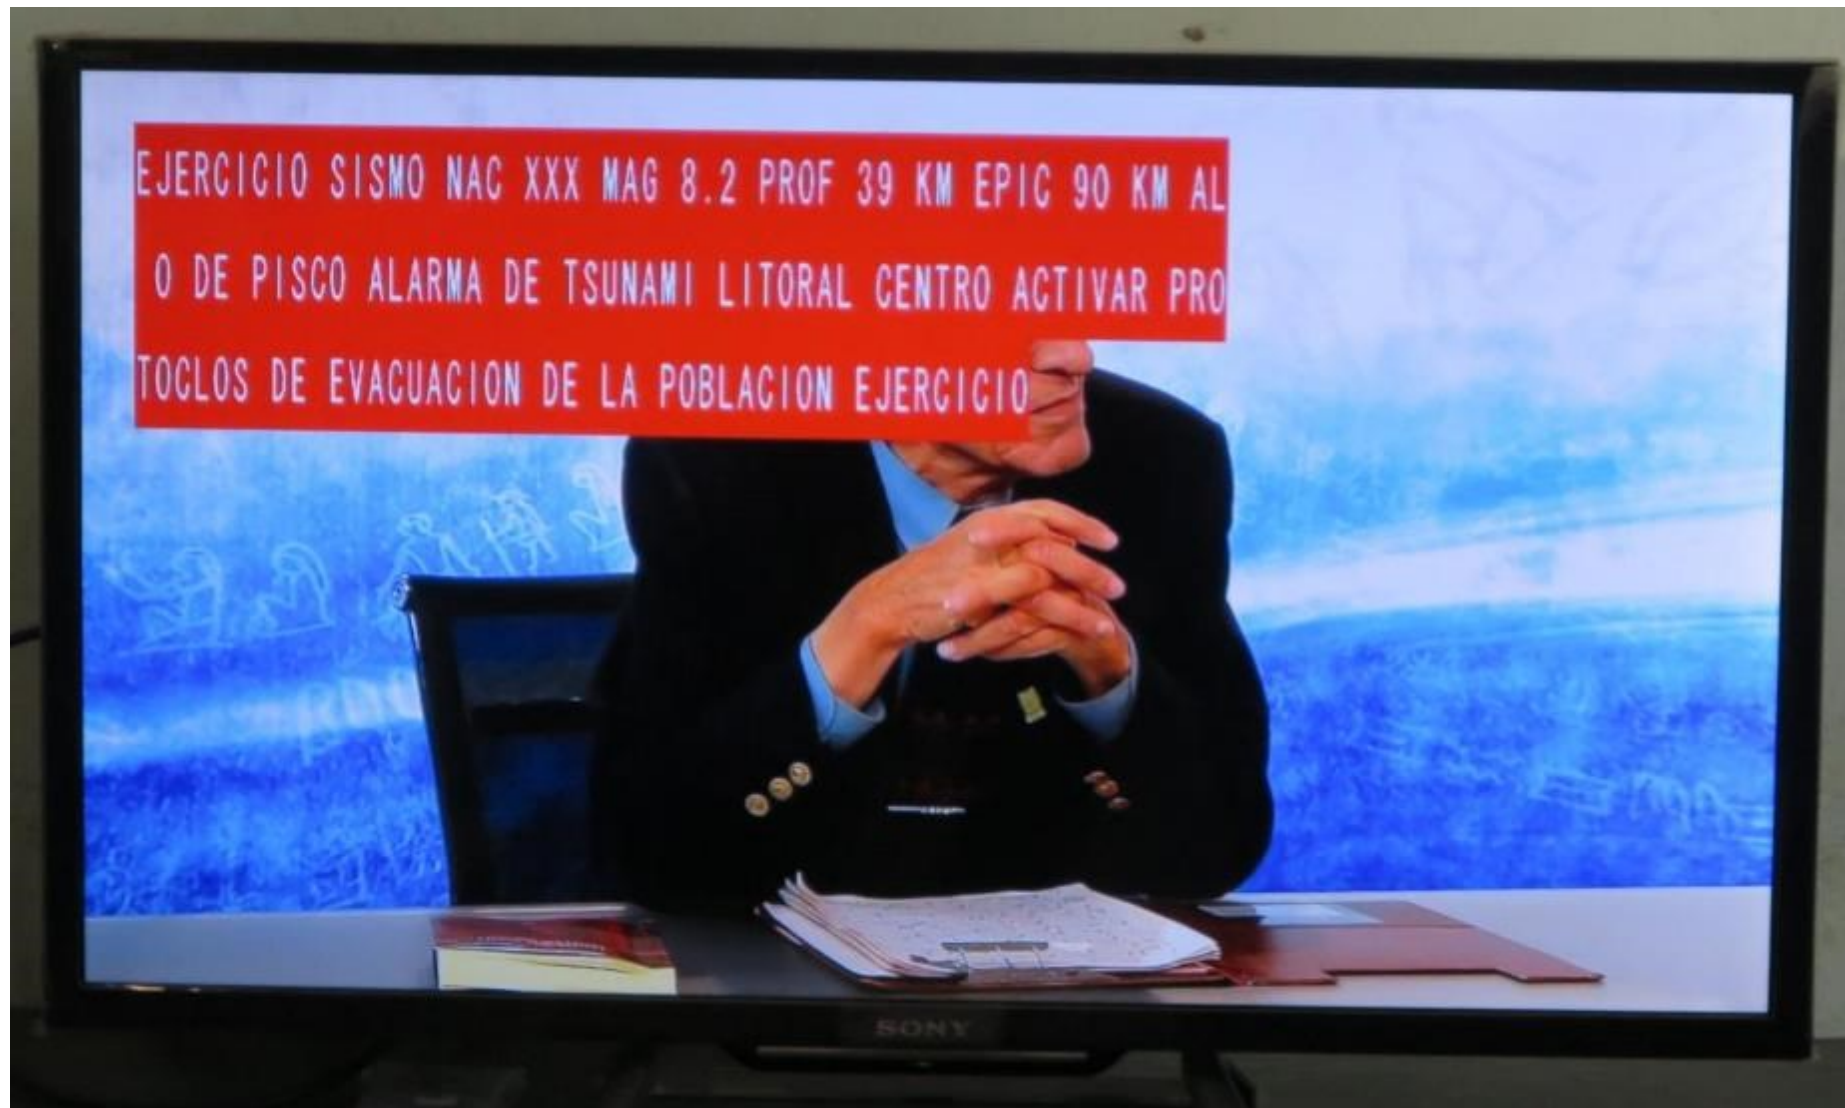 EJERCICIO SISMO NAC XXX MAG 8.2 PROF 39 KM EPIC 90 KM AL
O DE PISCO ALARMA DE TSUNAMI LITORAL CENTRO ACTIVAR PRO
TOCLOS DE EVACUACION DE LA POBLACION EJERCICIO
SONY